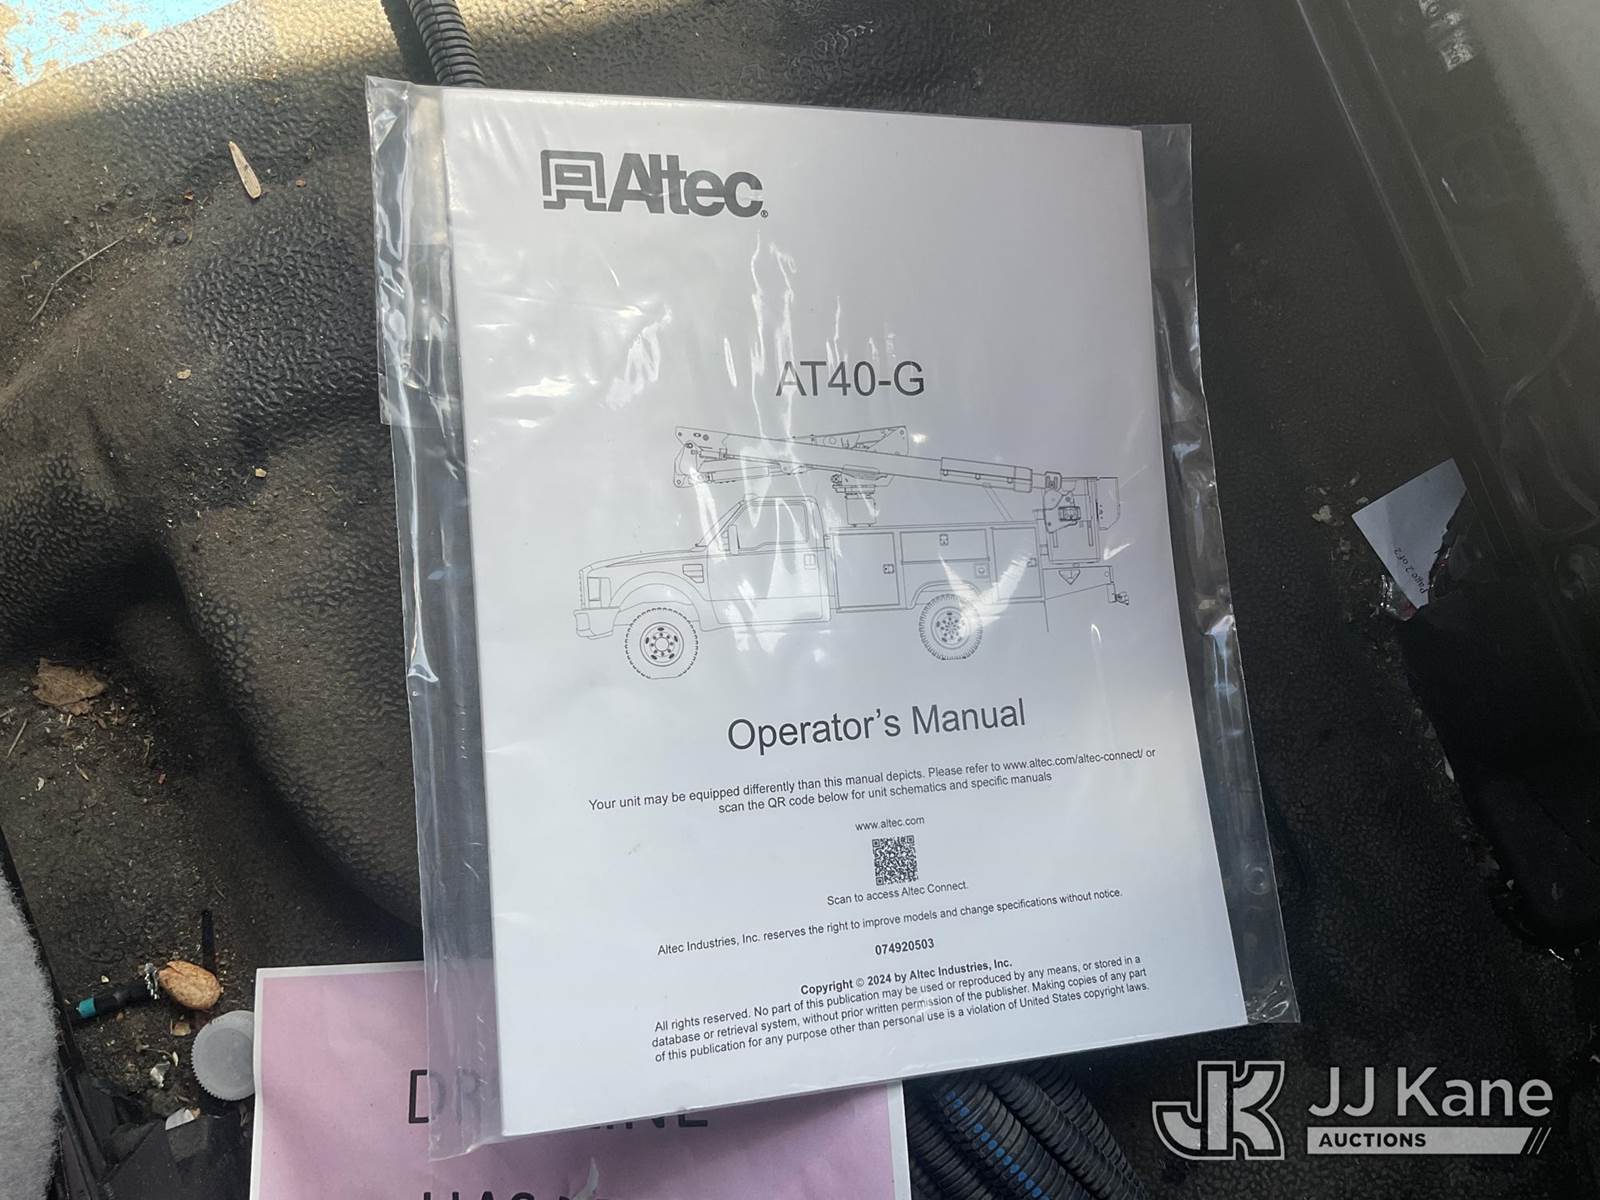 Altec®
AT40-G
Operator's Manual
Your unit may be equipped differently than this manual depicts. Please refer to www.altec.com/altec-connect/ or
scan the QR code below for unit schematics and specific manuals
www.altec.com
Scan to access Altec Connect.
Altec Industries, Inc. reserves the right to improve models and change specifications without notice.
074920503
Copyright © 2024 by Altec Industries, Inc.
All rights reserved. No part of this publication may be used or reproduced by any means, or stored in a
database or retrieval system, without prior written permission of the publisher. Making copies of any part
of this publication for any purpose other than personal use is a violation of United States copyright laws.
Page 2 of 2
JK JJ Kane
AUCTIONS